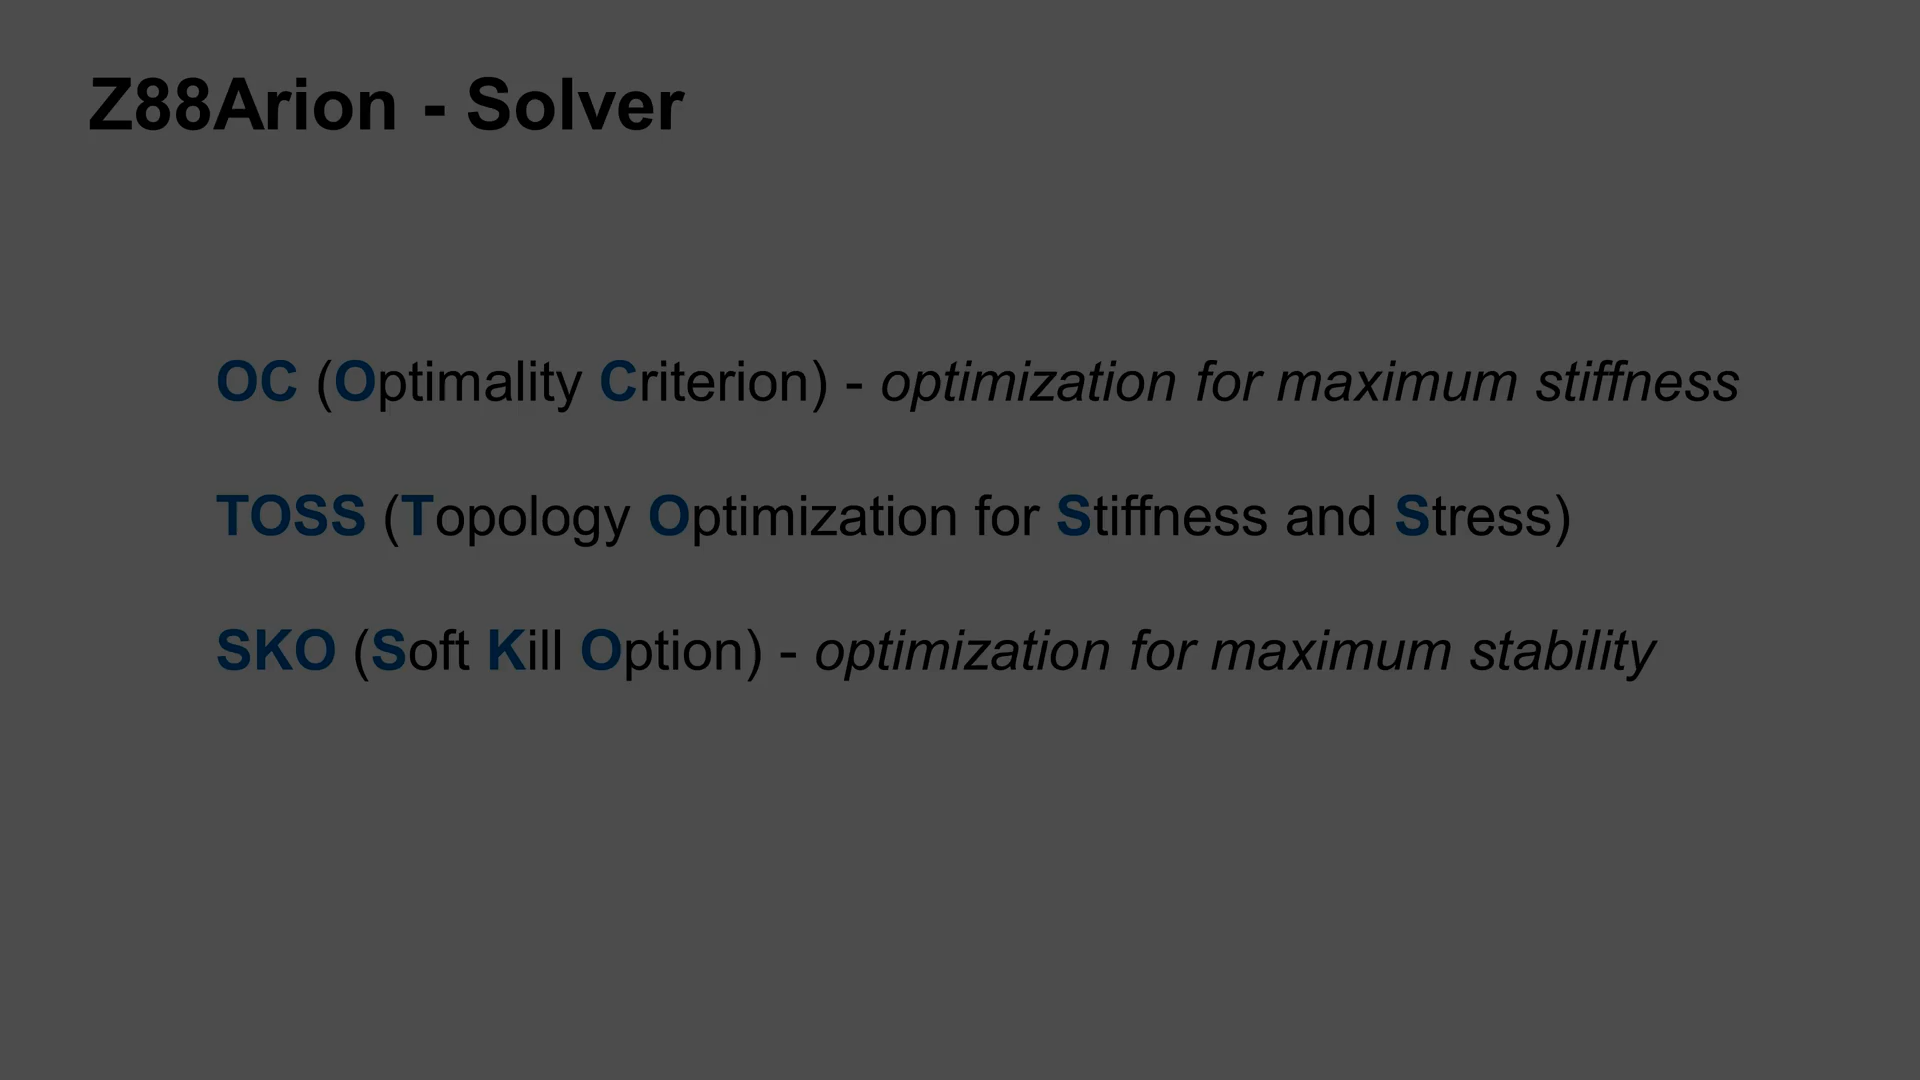 Z88Arion - Solver
OC (Optimality Criterion) - optimization for maximum stiffness
TOSS (Topology Optimization for Stiffness and Stress)
SKO (Soft Kill Option) - optimization for maximum stability